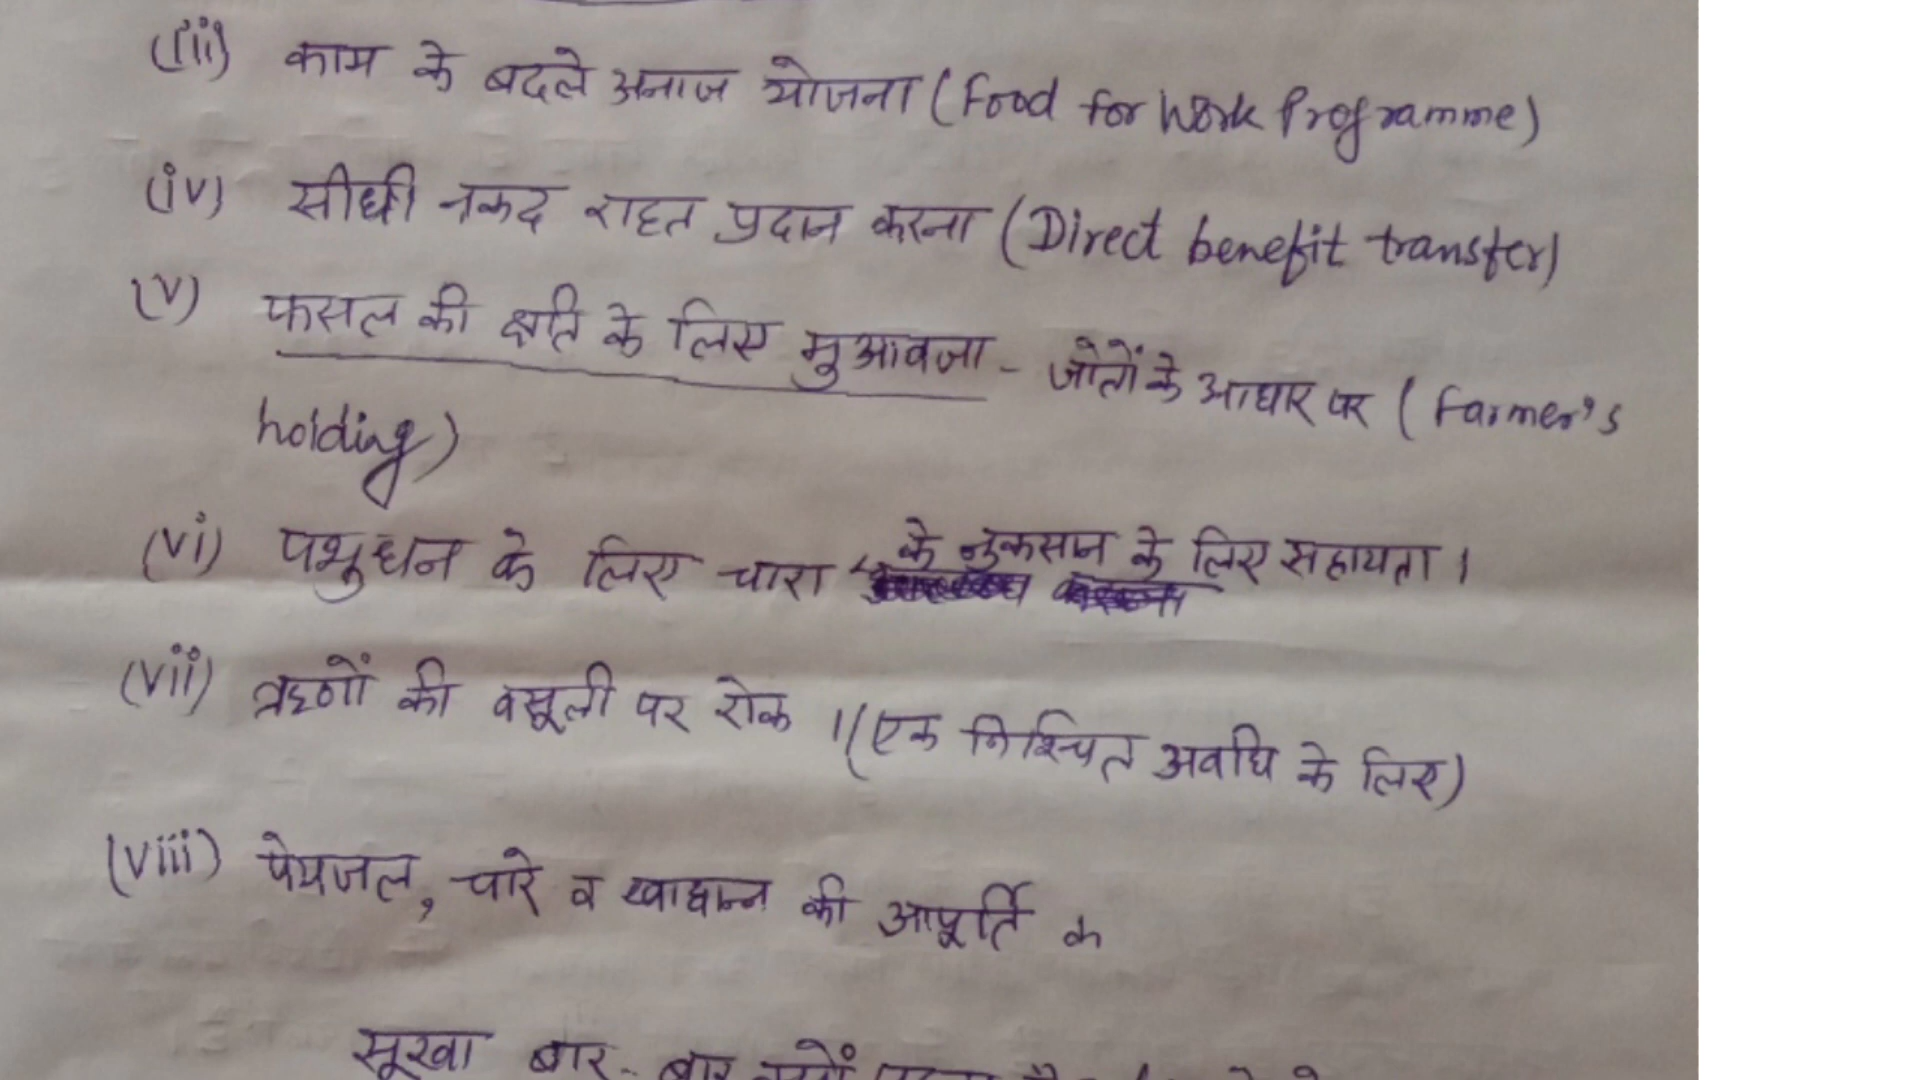 (iii) काम के बदले अनाज योजना (Food for Work Programme)
(iv) सीधी नकद राहत प्रदान करना (Direct benefit transfer)
(v) फसल की क्षति के लिए मुआवजा - जोतों के आधार पर (Farmer's
holding)
(vi) पशुधन के लिए चारा के नुकसान के लिए सहायता ।
(vii) ऋणों की वसूली पर रोक । (एक निश्चित अवधि के लिए)
(viii) पेयजल, चारे व खाद्यान्न की आपूर्ति क
सूखा बार-बार